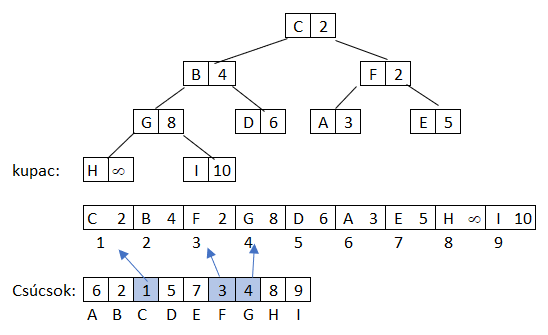 C 2
B 4 F 2
G 8 D 6 A 3 E 5
kupac: H ∞ I 10
C 2 B 4 F 2 G 8 D 6 A 3 E 5 H ∞ I 10
1 2 3 4 5 6 7 8 9
Csúcsok: 6 2 1 5 7 3 4 8 9
A B C D E F G H I